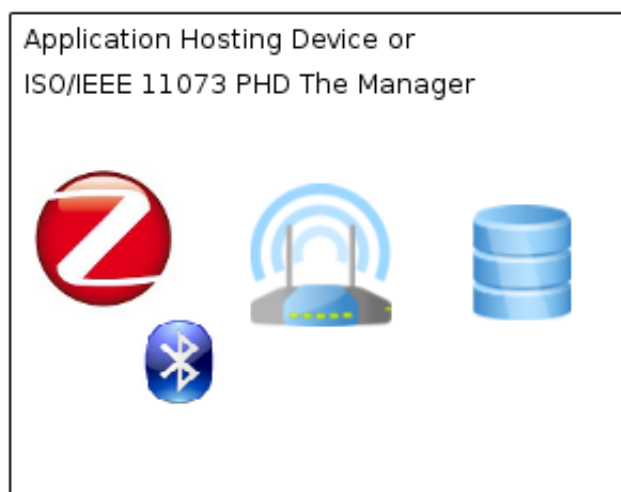 Application Hosting Device or
ISO/IEEE 11073 PHD The Manager